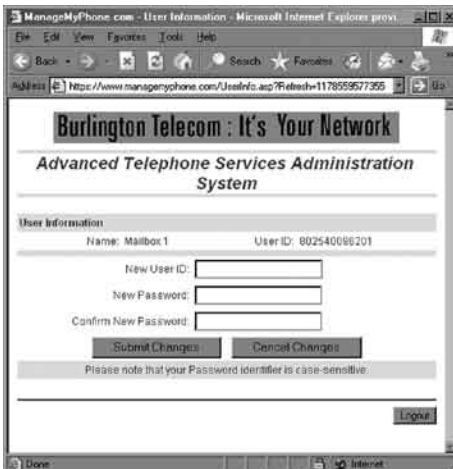 ManageMyPhone.com - User Information - Microsoft Internet Explorer provi...
File Edit View Favorites Tools Help
Back Search Favorites
Address https://www.managemyphone.com/UserInfo.asp?Refresh=1178559577355 Go
Burlington Telecom : It's Your Network
Advanced Telephone Services Administration
System
User Information
Name: Mailbox 1 User ID: 802540086201
New User ID:
New Password:
Confirm New Password:
Submit Changes Cancel Changes
Please note that your Password identifier is case-sensitive
Logout
Done Internet